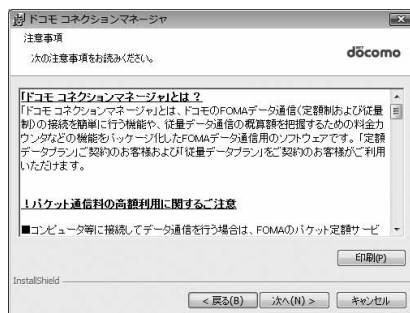 ドコモ コネクションマネージャ
注意事項
次の注意事項をお読みください。
döcomo
「ドコモ コネクションマネージャ」とは ?
「ドコモ コネクションマネージャ」とは、ドコモのFOMAデータ通信(定額制および従量
制)の接続を簡単に行う機能や、従量データ通信の概算額を把握するための料金カ
ウンタなどの機能をパッケージ化したFOMAデータ通信用のソフトウェアです。「定額
データプラン」ご契約のお客様および「従量データプラン」をご契約のお客様がご利用
いただけます。
!パケット通信料の高額利用に関するご注意
■コンピュータ等に接続してデータ通信を行う場合は、FOMAのパケット定額サービ
印刷(P)
InstallShield
< 戻る(B)
次へ(N) >
キャンセル